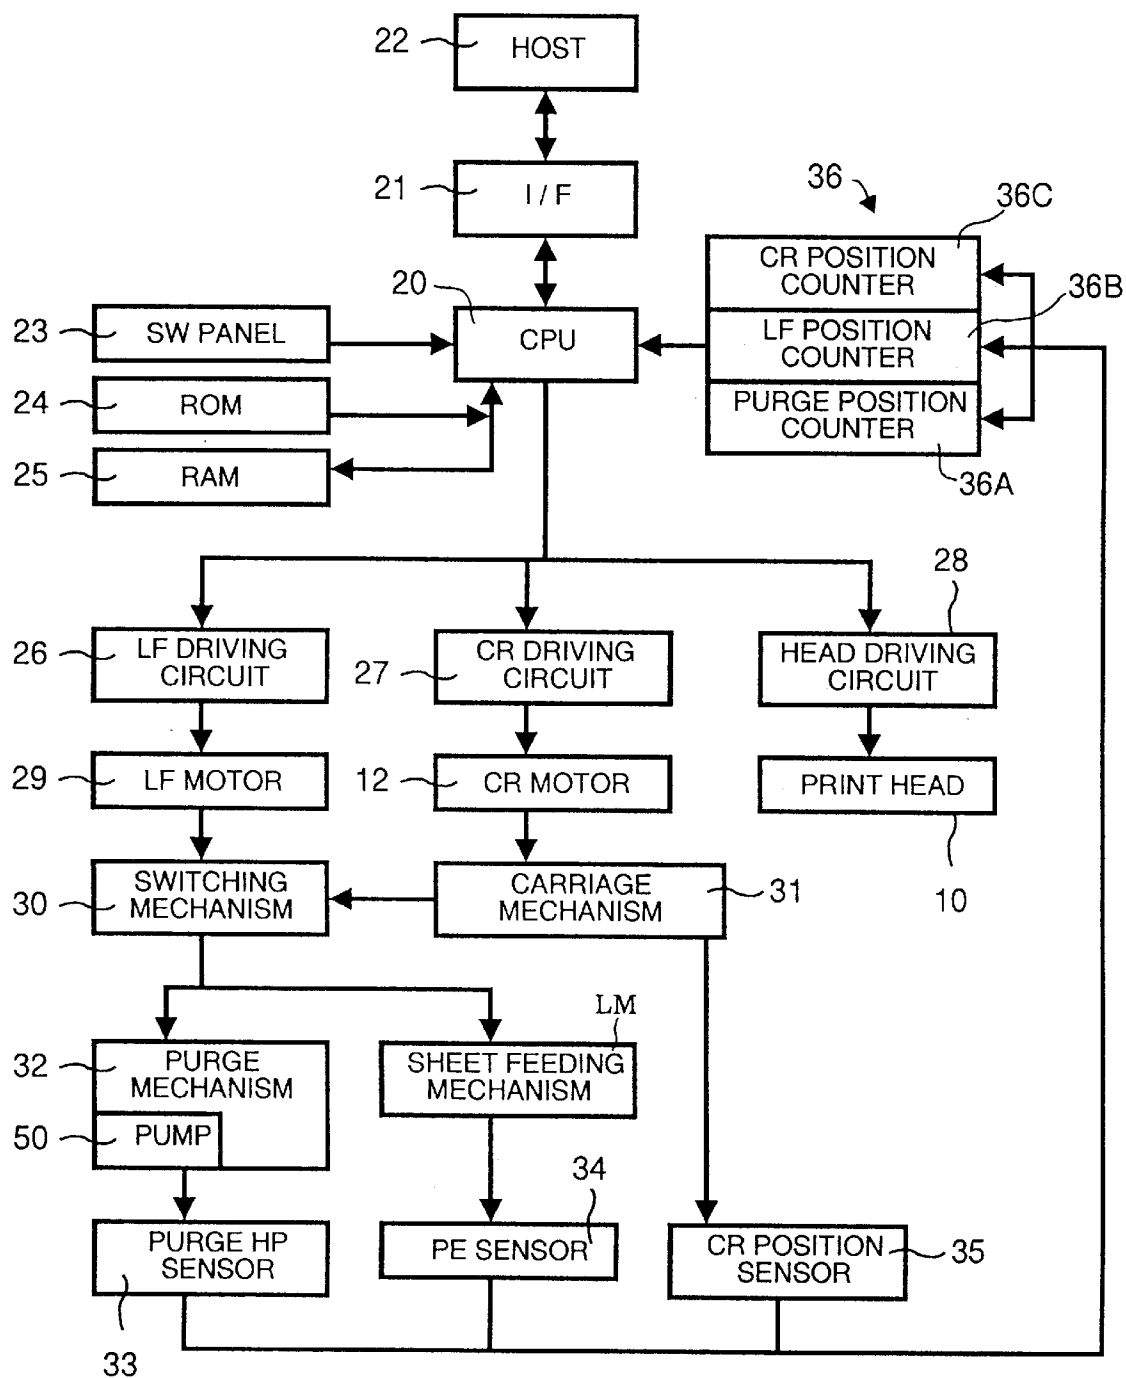 22
HOST
21
I / F
36
36C
CR POSITION
COUNTER
20
36B
23
SW PANEL
CPU
LF POSITION
COUNTER
24
ROM
PURGE POSITION
COUNTER
25
RAM
36A
28
26
LF DRIVING
CIRCUIT
27
CR DRIVING
CIRCUIT
HEAD DRIVING
CIRCUIT
29
LF MOTOR
12
CR MOTOR
PRINT HEAD
30
SWITCHING
MECHANISM
CARRIAGE
MECHANISM
31
10
LM
32
PURGE
MECHANISM
SHEET FEEDING
MECHANISM
50
PUMP
34
PURGE HP
SENSOR
PE SENSOR
CR POSITION
SENSOR
35
33